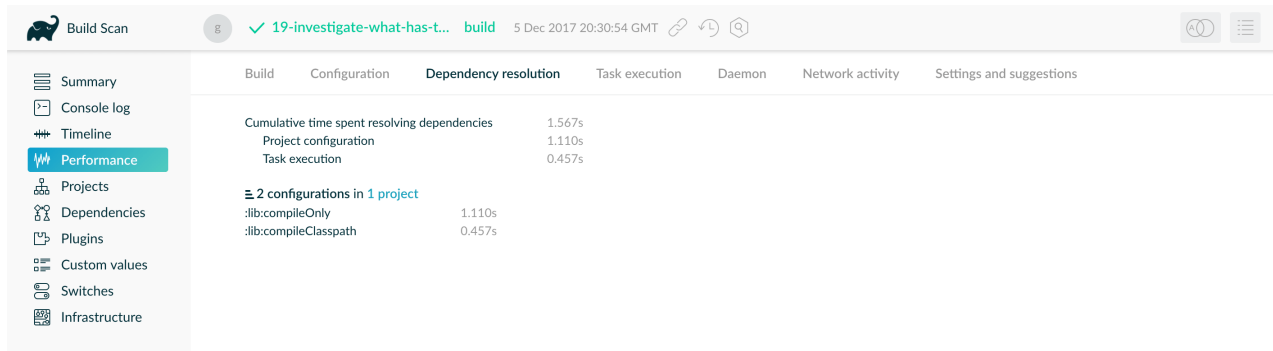 Build Scan
g 19-investigate-what-has-t... build 5 Dec 2017 20:30:54 GMT
Summary
Console log
Timeline
Performance
Projects
Dependencies
Plugins
Custom values
Switches
Infrastructure
Build Configuration Dependency resolution Task execution Daemon Network activity Settings and suggestions
Cumulative time spent resolving dependencies 1.567s
Project configuration 1.110s
Task execution 0.457s
2 configurations in 1 project
:lib:compileOnly 1.110s
:lib:compileClasspath 0.457s